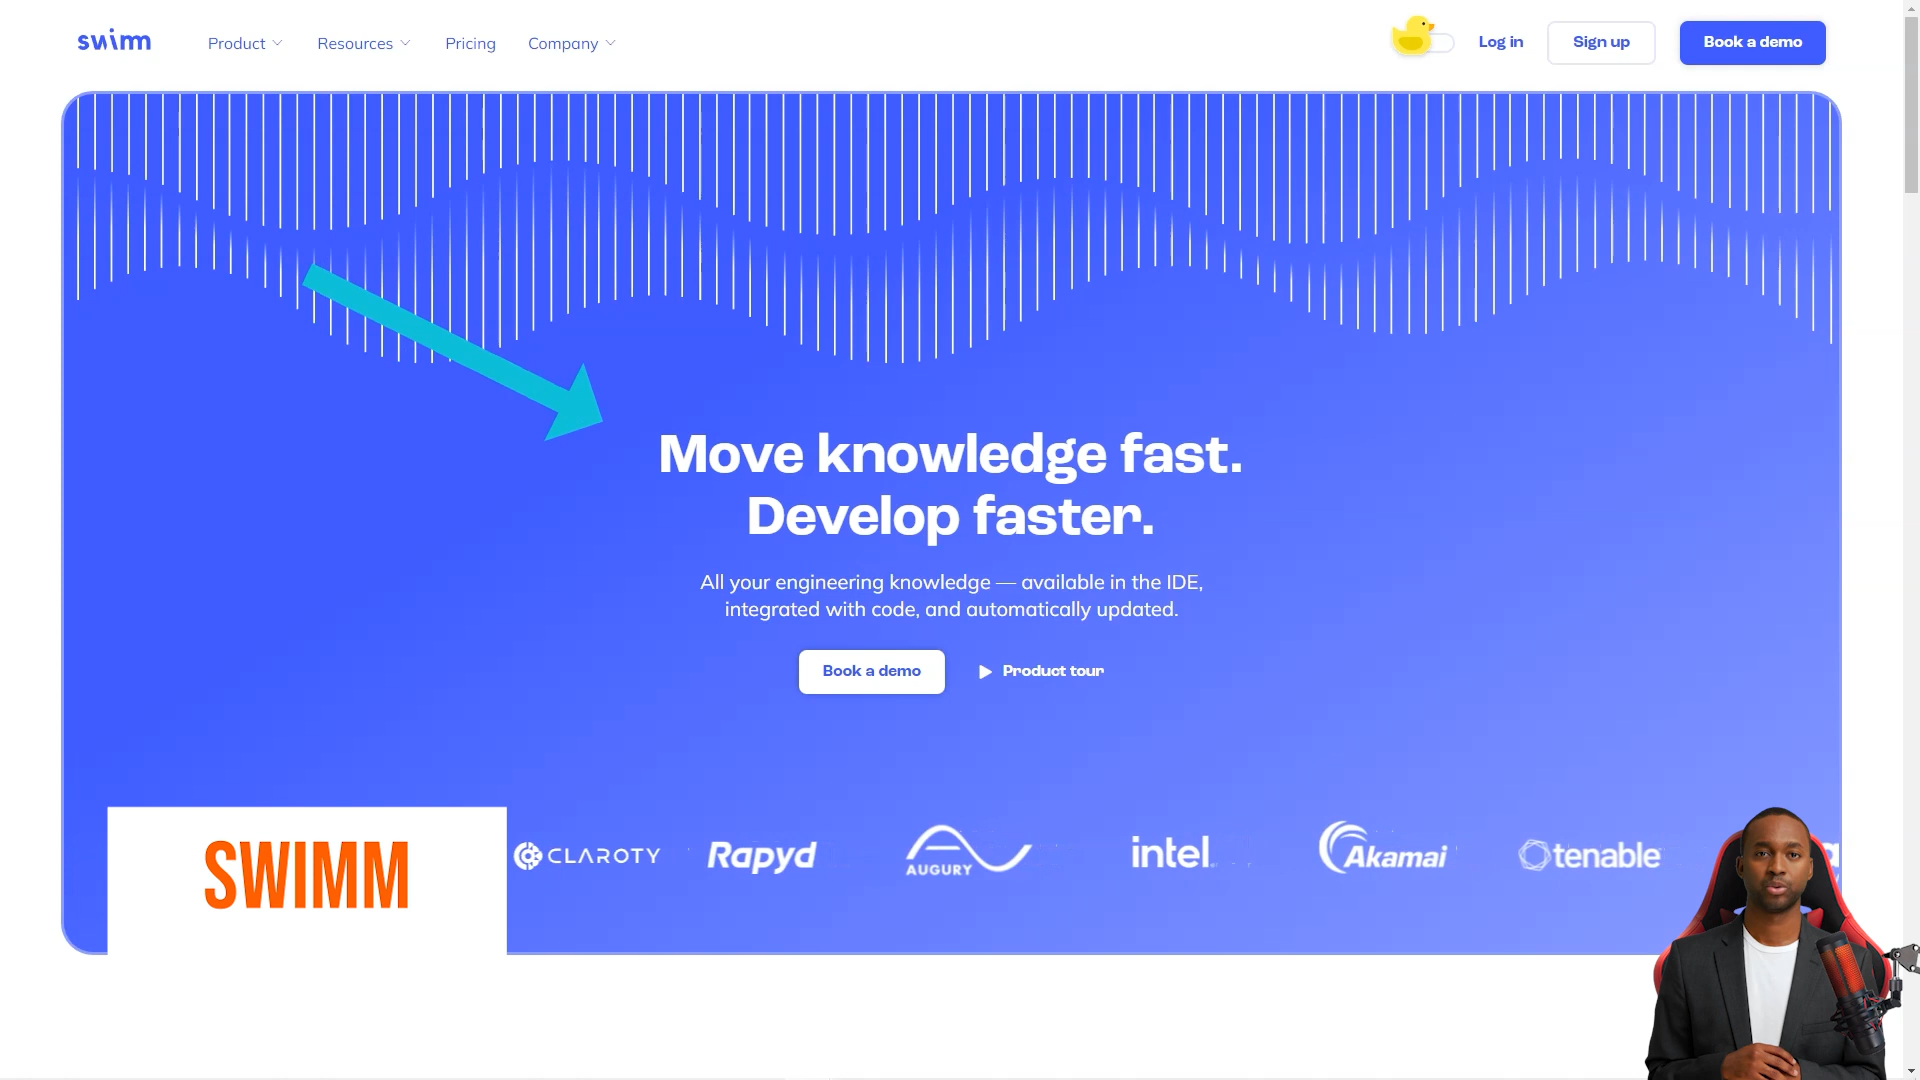 swimm
Product
Resources
Pricing
Company
Log in
Sign up
Book a demo
Move knowledge fast.
Develop faster.
All your engineering knowledge — available in the IDE,
integrated with code, and automatically updated.
Book a demo
Product tour
SWIMM
CLAROTY
Rapyd
AUGURY
intel
Akamai
tenable